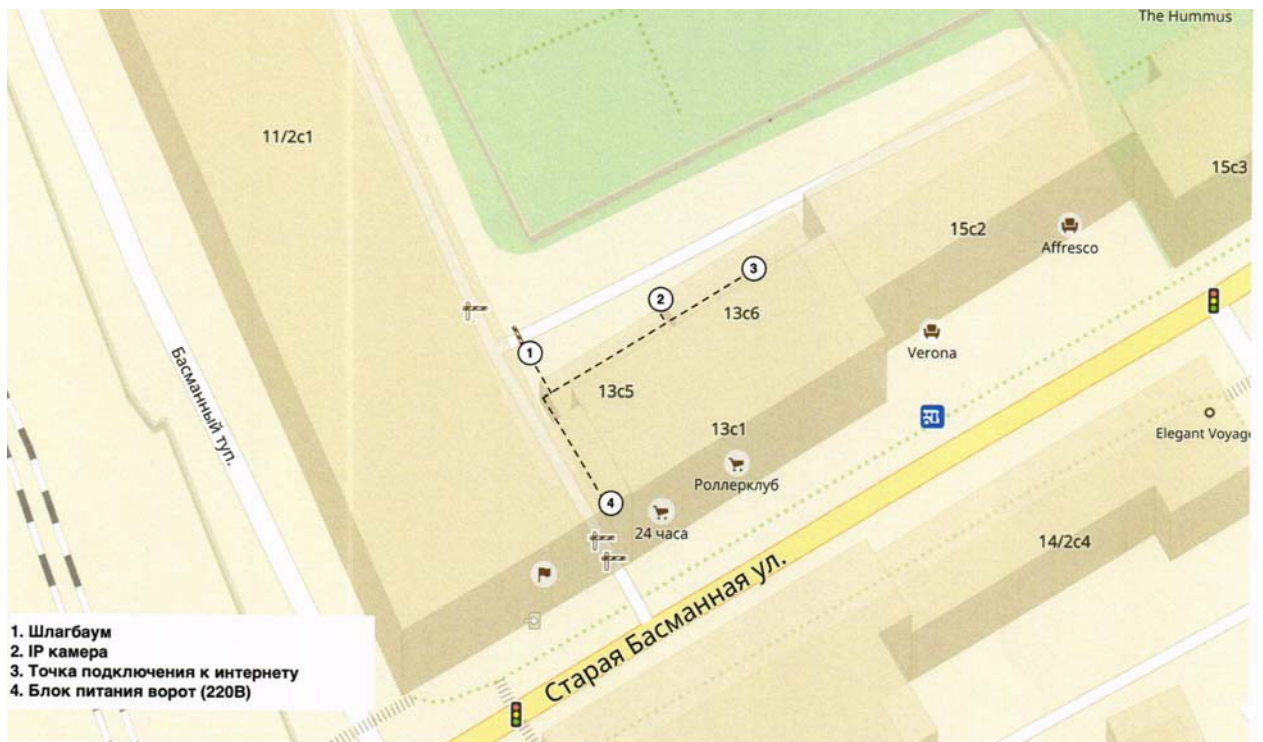 The Hummus
11/2с1
15с3
15с2
Affresco
3
2
13с6
1
Verona
Басманный туп.
13с5
13с1
Elegant Voyage
Роллерклуб
4
24 часа
14/2с4
Старая Басманная ул.
1. Шлагбаум
2. IP камера
3. Точка подключения к интернету
4. Блок питания ворот (220В)